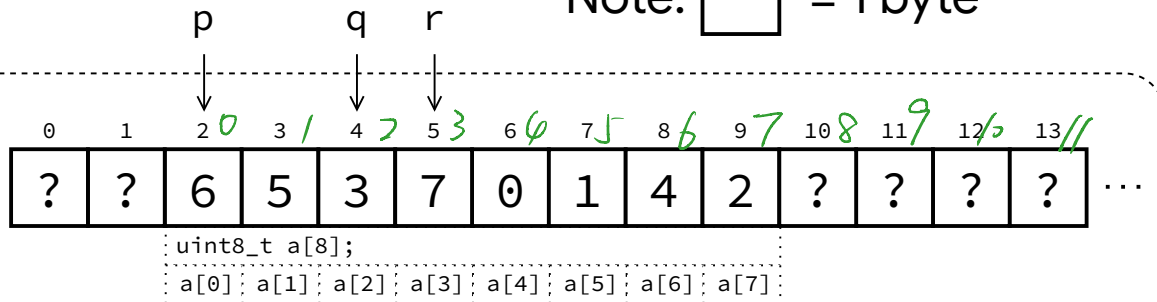 Note: = 1 byte
p q r
0 1 2 0 3 1 4 2 5 3 6 4 7 5 8 6 9 7 10 8 11 9 12 10 13 11
? ? 6 5 3 7 0 1 4 2 ? ? ? ? ...
uint8_t a[8];
a[0] a[1] a[2] a[3] a[4] a[5] a[6] a[7]